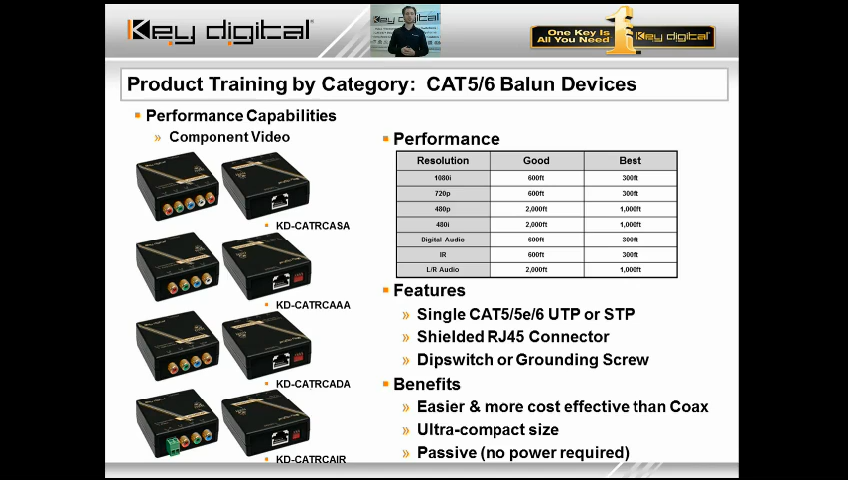 Key digital
One Key Is
All You Need
1
Key digital
Product Training by Category: CAT5/6 Balun Devices
▪ Performance Capabilities
» Component Video
▪ KD-CATRCASA
▪ KD-CATRCAAA
▪ KD-CATRCADA
▪ KD-CATRCAIR
▪ Performance
Resolution Good Best
1080i 600ft 300ft
720p 600ft 300ft
480p 2,000ft 1,000ft
480i 2,000ft 1,000ft
Digital Audio 600ft 300ft
IR 600ft 300ft
L/R Audio 2,000ft 1,000ft
▪ Features
» Single CAT5/5e/6 UTP or STP
» Shielded RJ45 Connector
» Dipswitch or Grounding Screw
▪ Benefits
» Easier & more cost effective than Coax
» Ultra-compact size
» Passive (no power required)